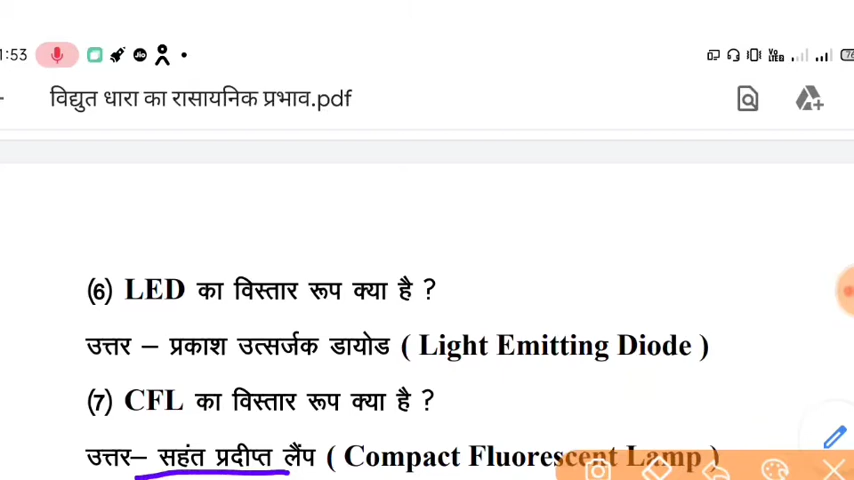 1:53
विद्युत धारा का रासायनिक प्रभाव.pdf
(6) LED का विस्तार रूप क्या है ?
उत्तर – प्रकाश उत्सर्जक डायोड ( Light Emitting Diode )
(7) CFL का विस्तार रूप क्या है ?
उत्तर– सहंत प्रदीप्त लैंप ( Compact Fluorescent Lamp )